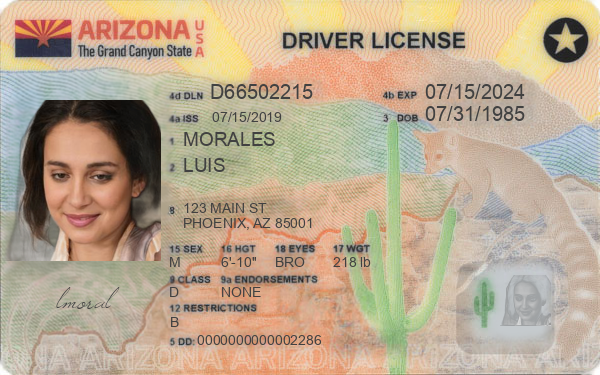 ARIZONA USA
The Grand Canyon State
DRIVER LICENSE
4d DLN D66502215
4b EXP 07/15/2024
4a ISS 07/15/2019
3 DOB 07/31/1985
1 MORALES
2 LUIS
8 123 MAIN ST
PHOENIX, AZ 85001
15 SEX 16 HGT 18 EYES 17 WGT
M 6'-10" BRO 218 lb
9 CLASS 9a ENDORSEMENTS
D NONE
12 RESTRICTIONS
B
lmoral
5 DD: 0000000000002286
ONA ARIZONA ARIZONA ARIZONA ARIZONA ARIZ